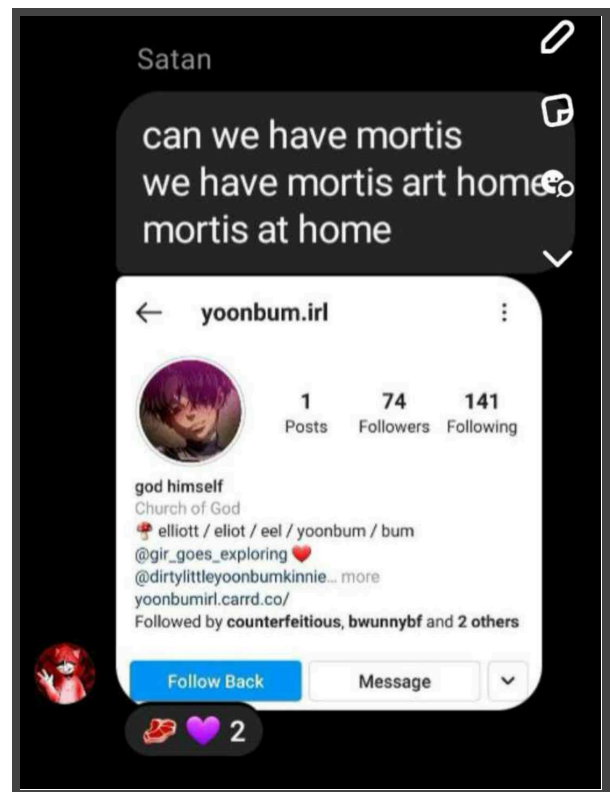 Satan
can we have mortis
we have mortis art home
mortis at home
yoonbum.irl
1 74 141
Posts Followers Following
god himself
Church of God
elliott / eliot / eel / yoonbum / bum
@gir_goes_exploring
@dirtylittleyoonbumkinnie... more
yoonbumirl.carrd.co/
Followed by counterfeitious, bwunnybf and 2 others
Follow Back Message
2